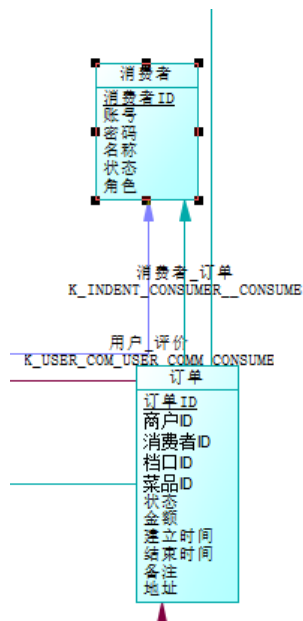 消费者
消费者ID
账号
密码
名称
状态
角色
消费者_订单
K_INDENT_CONSUMER__CONSUME
用户_评价
K_USER_COM_USER_COMM_CONSUME
订单
订单ID
商户ID
消费者ID
档口ID
菜品ID
状态
金额
建立时间
结束时间
备注
地址